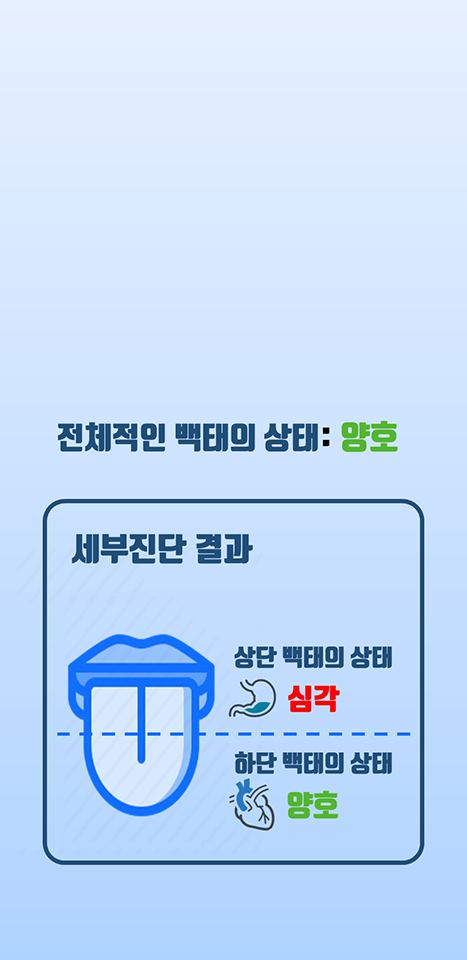 전체적인 백태의 상태: 양호
세부진단 결과
상단 백태의 상태
심각
하단 백태의 상태
양호